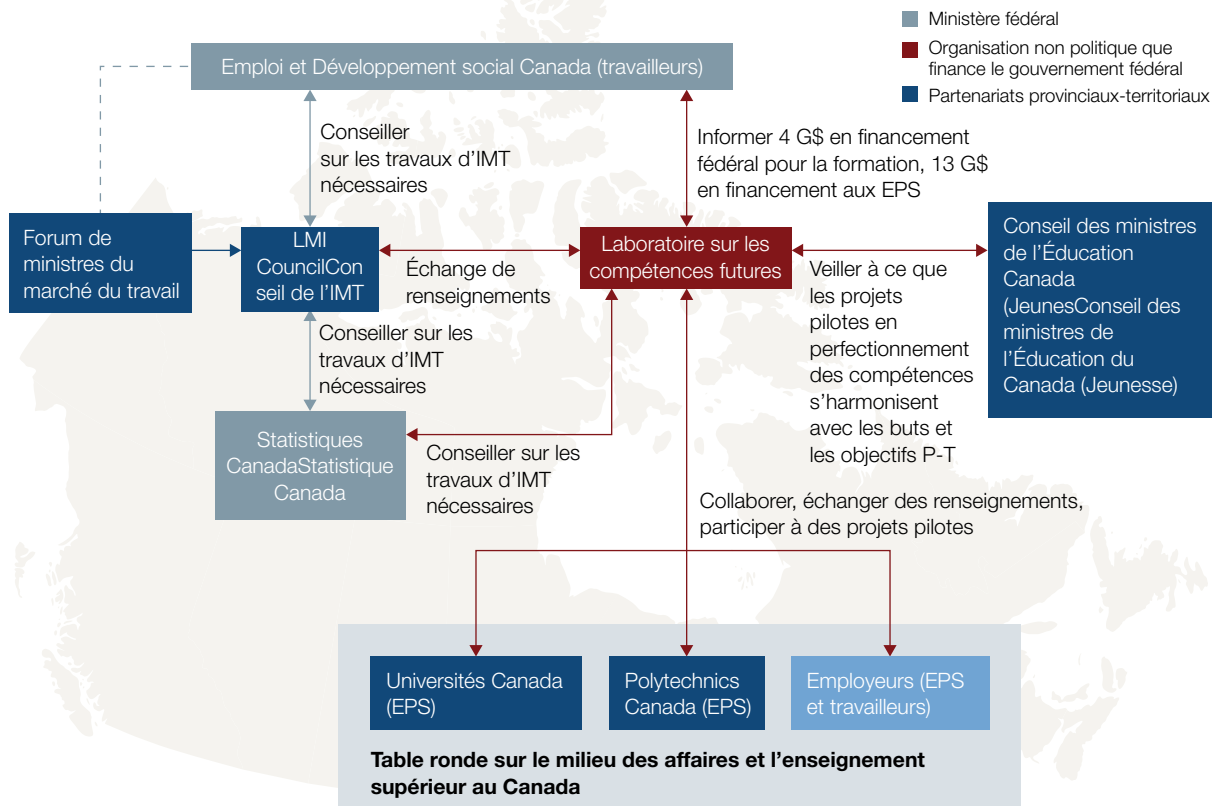 Ministère fédéral
Organisation non politique que
finance le gouvernement fédéral
Partenariats provinciaux-territoriaux
Emploi et Développement social Canada (travailleurs)
Conseiller
sur les travaux d’IMT
nécessaires
Informer 4 G$ en financement
fédéral pour la formation, 13 G$
en financement aux EPS
Forum de
ministres du
marché du travail
LMI
CouncilCon
seil de l’IMT
Échange de
renseignements
Laboratoire sur les
compétences futures
Veiller à ce que
les projets
pilotes en
perfectionnement
des compétences
s’harmonisent
avec les buts et
les objectifs P-T
Conseil des ministres
de l’Éducation
Canada
(JeunesConseil des
ministres de
l’Éducation du
Canada (Jeunesse)
Conseiller sur les
travaux d’IMT
nécessaires
Statistiques
CanadaStatistique
Canada
Conseiller sur les
travaux d’IMT
nécessaires
Collaborer, échanger des renseignements,
participer à des projets pilotes
Universités Canada
(EPS)
Polytechnics
Canada (EPS)
Employeurs (EPS
et travailleurs)
Table ronde sur le milieu des affaires et l’enseignement
supérieur au Canada